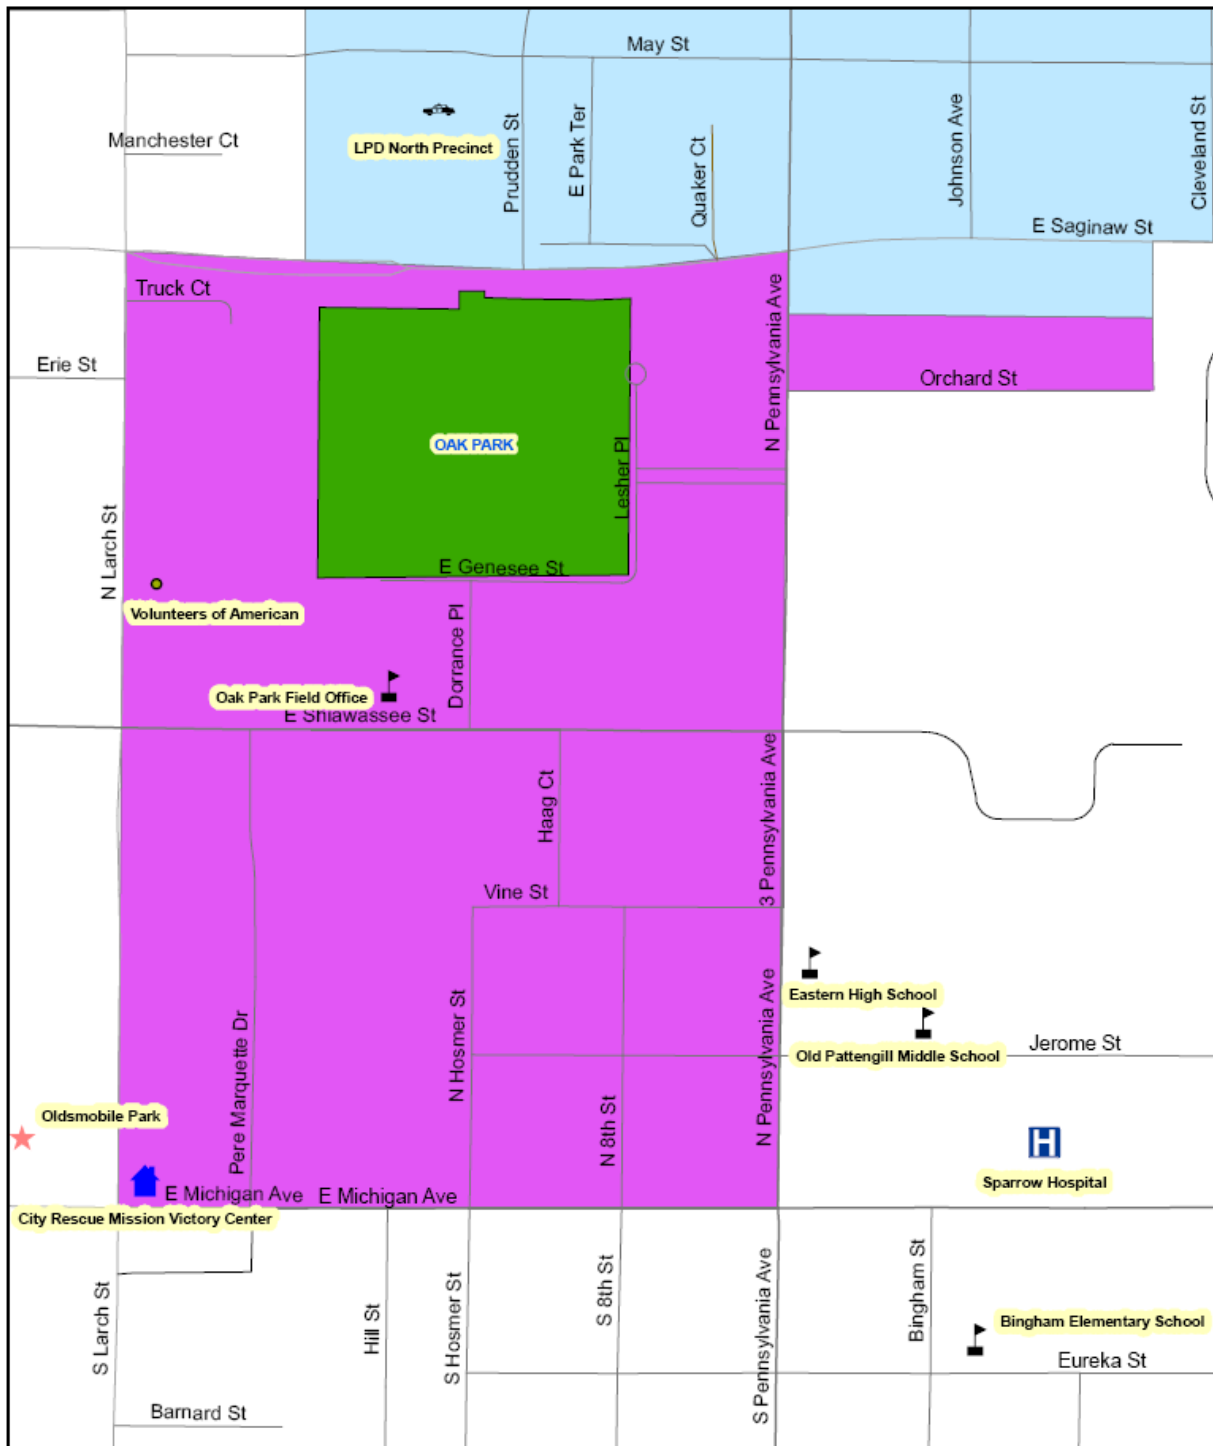 May St
Manchester Ct
LPD North Precinct
Prudden St
E Park Ter
Quaker Ct
Johnson Ave
Cleveland St
E Saginaw St
Truck Ct
Erie St
N Pennsylvania Ave
Orchard St
OAK PARK
Lesher Pl
N Larch St
E Genesee St
Volunteers of American
Dorrance Pl
Oak Park Field Office
E Shiawassee St
Haag Ct
3 Pennsylvania Ave
Vine St
Eastern High School
N Hosmer St
N Pennsylvania Ave
Old Pattengill Middle School
Jerome St
Pere Marquette Dr
N 8th St
Oldsmobile Park
H
Sparrow Hospital
E Michigan Ave
E Michigan Ave
City Rescue Mission Victory Center
S Larch St
Hill St
S Hosmer St
S 8th St
S Pennsylvania Ave
Bingham St
Bingham Elementary School
Eureka St
Barnard St